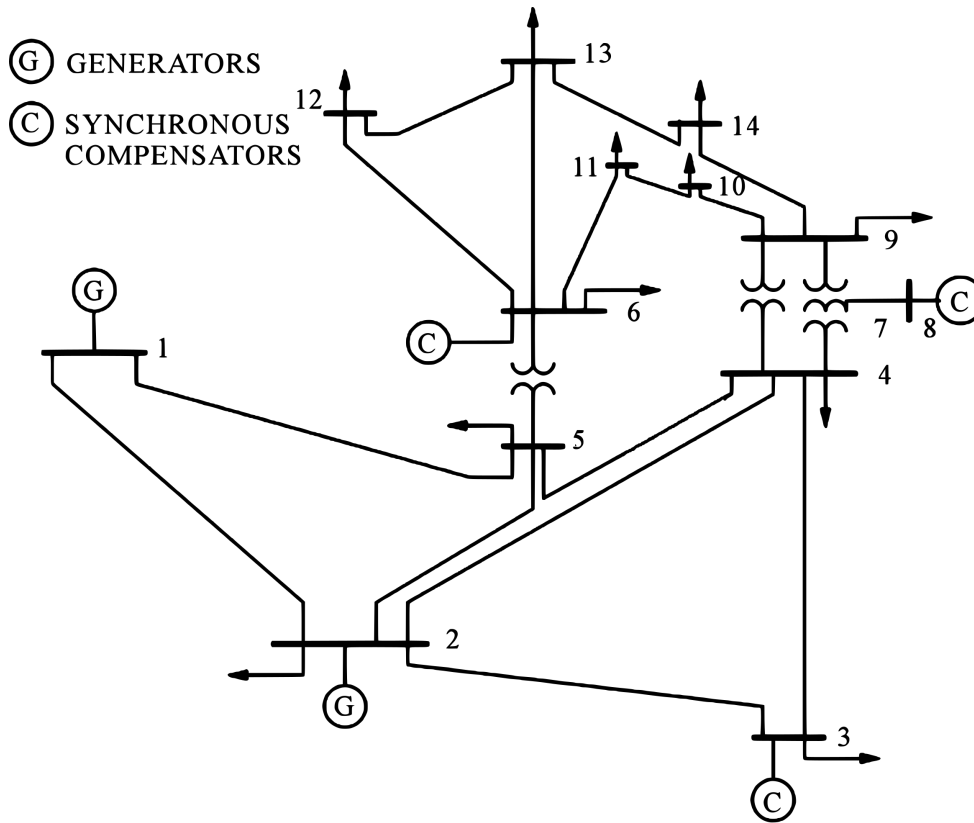 G GENERATORS
C SYNCHRONOUS
COMPENSATORS
13
12
14
11
10
9
G
6
C
7
8
C
1
4
5
2
G
3
C